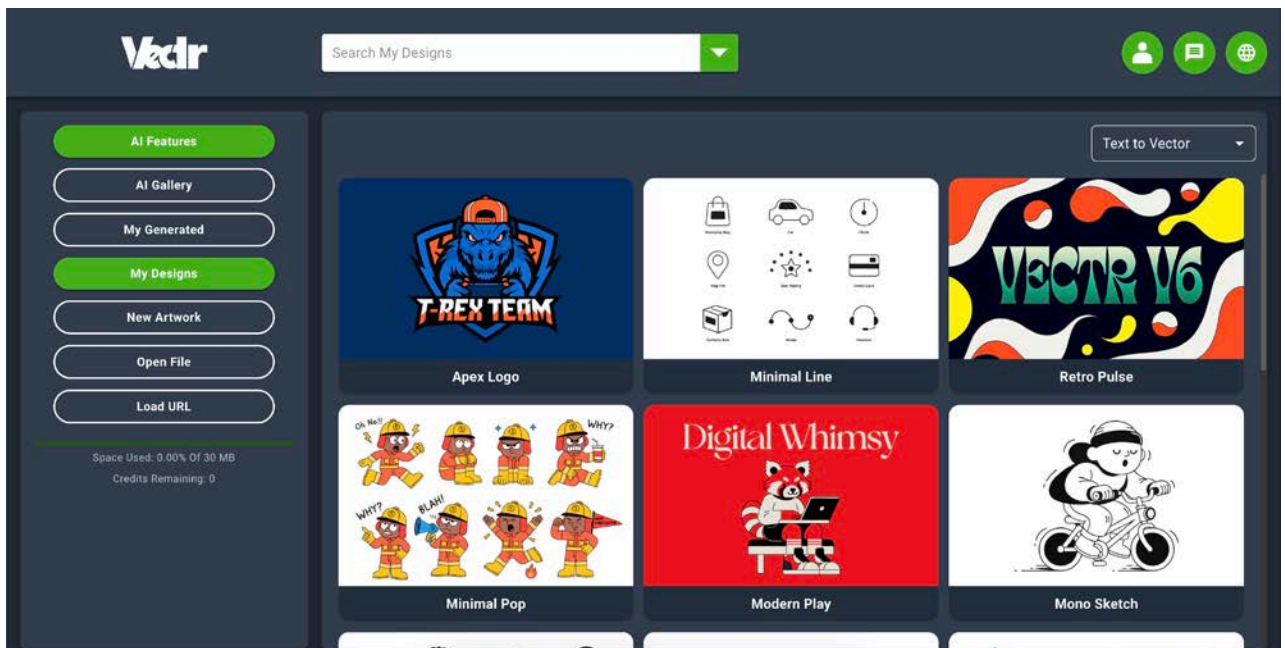 Vectr
Search My Designs
AI Features
AI Gallery
My Generated
My Designs
New Artwork
Open File
Load URL
Space Used: 0.00% Of 30 MB
Credits Remaining: 0
Text to Vector
T-REX TEAM
Apex Logo
Car
Minimal Line
VECTR V6
Retro Pulse
Oh No!!
WHY?
WHY?
BLAH!
Minimal Pop
Digital Whimsy
Modern Play
Mono Sketch